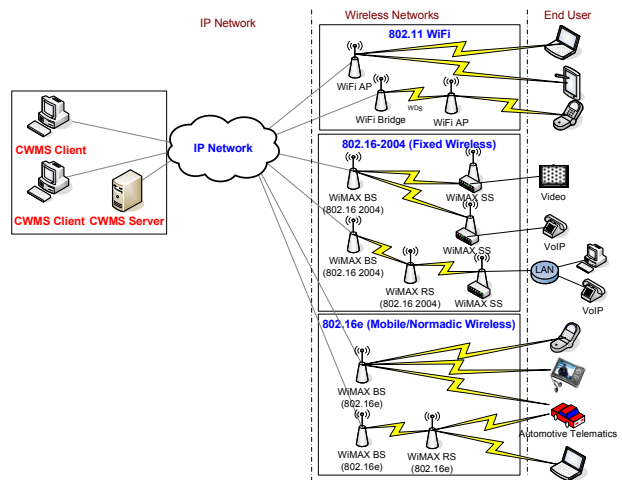 IP Network
Wireless Networks
End User
802.11 WiFi
WiFi AP
WiFi Bridge
WDS
WiFi AP
CWMS Client
CWMS Client
CWMS Server
IP Network
802.16-2004 (Fixed Wireless)
WiMAX BS
(802.16 2004)
WiMAX SS
Video
WiMAX SS
VoIP
WiMAX BS
(802.16 2004)
WiMAX RS
(802.16 2004)
WiMAX SS
LAN
VoIP
802.16e (Mobile/Normadic Wireless)
WiMAX BS
(802.16e)
WiMAX BS
(802.16e)
WiMAX RS
(802.16e)
Automotive Telematics